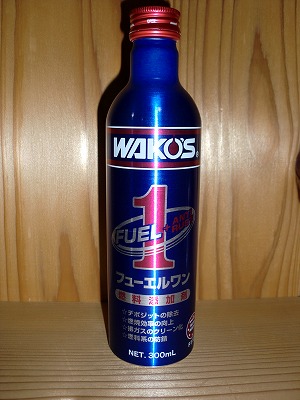 WAKO'S®
1
FUEL
ANTI
RUST
フューエルワン
燃料添加剤
☆デポジットの除去
☆燃焼効率の向上
☆排ガスのクリーン化
☆燃料系の防錆
NET. 300mL